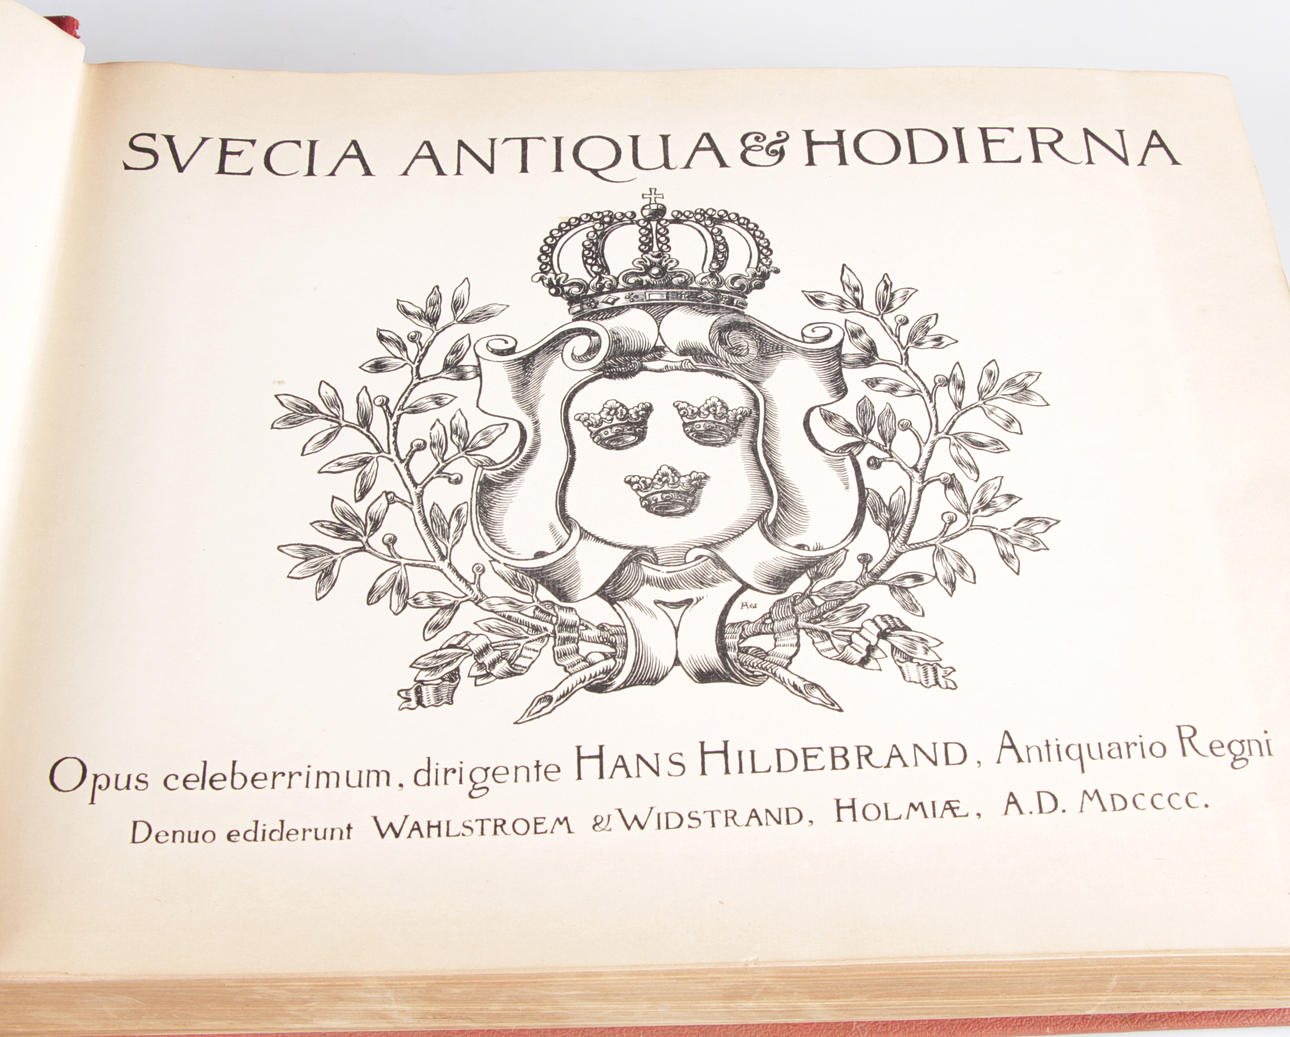 SVECIA ANTIQUA & HODIERNA
Opus celeberrimum, dirigente HANS HILDEBRAND, Antiquario Regni
Denuo ediderunt WAHLSTROEM & WIDSTRAND, HOLMIÆ, A.D. MDCCCC.